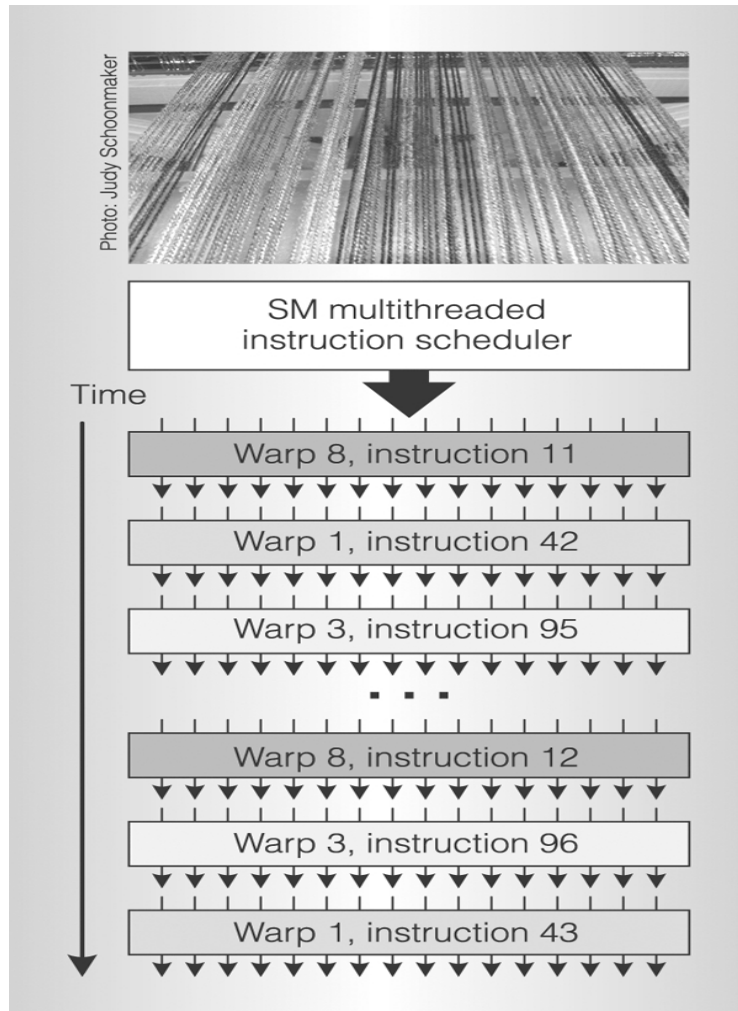 Photo: Judy Schoonmaker
SM multithreaded
instruction scheduler
Time
Warp 8, instruction 11
Warp 1, instruction 42
Warp 3, instruction 95
. . .
Warp 8, instruction 12
Warp 3, instruction 96
Warp 1, instruction 43